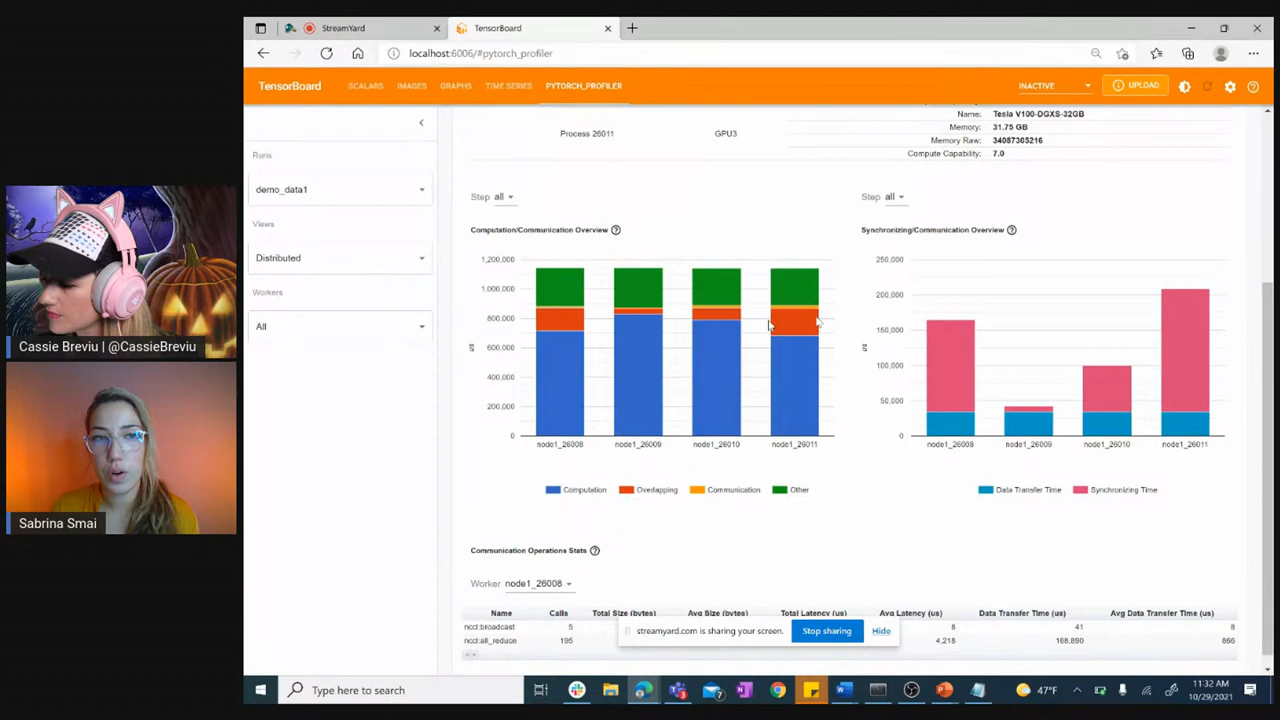 StreamYard
TensorBoard
localhost:6006/#pytorch_profiler
TensorBoard
SCALARS
IMAGES
GRAPHS
TIME SERIES
PYTORCH_PROFILER
INACTIVE
UPLOAD
Name: Tesla V100-DGXS-32GB
Process 26011 GPU3
Memory: 31.75 GB
Memory Raw: 34087305216
Compute Capability: 7.0
Runs
demo_data1
Views
Distributed
Workers
All
Step all
Computation/Communication Overview
1,200,000
1,000,000
800,000
600,000
400,000
200,000
0
us
node1_26008
node1_26009
node1_26010
node1_26011
Computation
Overlapping
Communication
Other
Step all
Synchronizing/Communication Overview
250,000
200,000
150,000
100,000
50,000
0
us
node1_26008
node1_26009
node1_26010
node1_26011
Data Transfer Time
Synchronizing Time
Communication Operations Stats
Worker node1_26008
Name Calls Total Size (bytes) Avg Size (bytes) Total Latency (us) Avg Latency (us) Data Transfer Time (us) Avg Data Transfer Time (us)
nccl:broadcast 5 8 41 8
nccl:all_reduce 195 4,218 168,890 866
streamyard.com is sharing your screen.
Stop sharing
Hide
Cassie Breviu | @CassieBreviu
Sabrina Smai
Type here to search
47°F
11:32 AM
10/29/2021